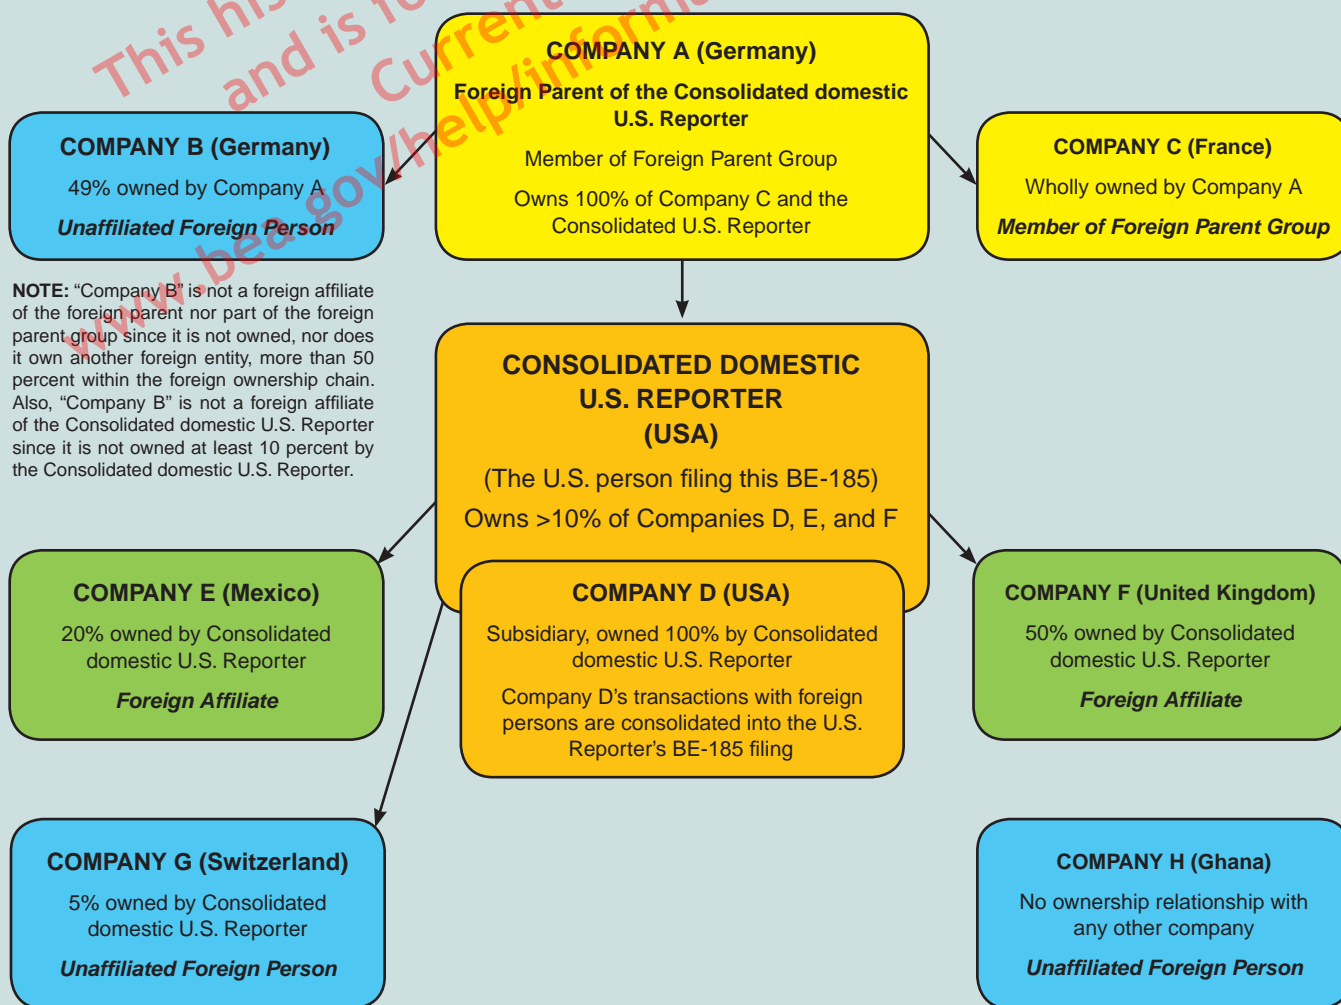 This his
and is fo
Current
www.bea.gov/help/informa
COMPANY A (Germany)
Foreign Parent of the Consolidated domestic
U.S. Reporter
Member of Foreign Parent Group
Owns 100% of Company C and the
Consolidated U.S. Reporter
COMPANY B (Germany)
49% owned by Company A
Unaffiliated Foreign Person
COMPANY C (France)
Wholly owned by Company A
Member of Foreign Parent Group
NOTE: “Company B” is not a foreign affiliate
of the foreign parent nor part of the foreign
parent group since it is not owned, nor does
it own another foreign entity, more than 50
percent within the foreign ownership chain.
Also, “Company B” is not a foreign affiliate
of the Consolidated domestic U.S. Reporter
since it is not owned at least 10 percent by
the Consolidated domestic U.S. Reporter.
CONSOLIDATED DOMESTIC
U.S. REPORTER
(USA)
(The U.S. person filing this BE-185)
Owns >10% of Companies D, E, and F
COMPANY E (Mexico)
20% owned by Consolidated
domestic U.S. Reporter
Foreign Affiliate
COMPANY D (USA)
Subsidiary, owned 100% by Consolidated
domestic U.S. Reporter
Company D’s transactions with foreign
persons are consolidated into the U.S.
Reporter’s BE-185 filing
COMPANY F (United Kingdom)
50% owned by Consolidated
domestic U.S. Reporter
Foreign Affiliate
COMPANY G (Switzerland)
5% owned by Consolidated
domestic U.S. Reporter
Unaffiliated Foreign Person
COMPANY H (Ghana)
No ownership relationship with
any other company
Unaffiliated Foreign Person